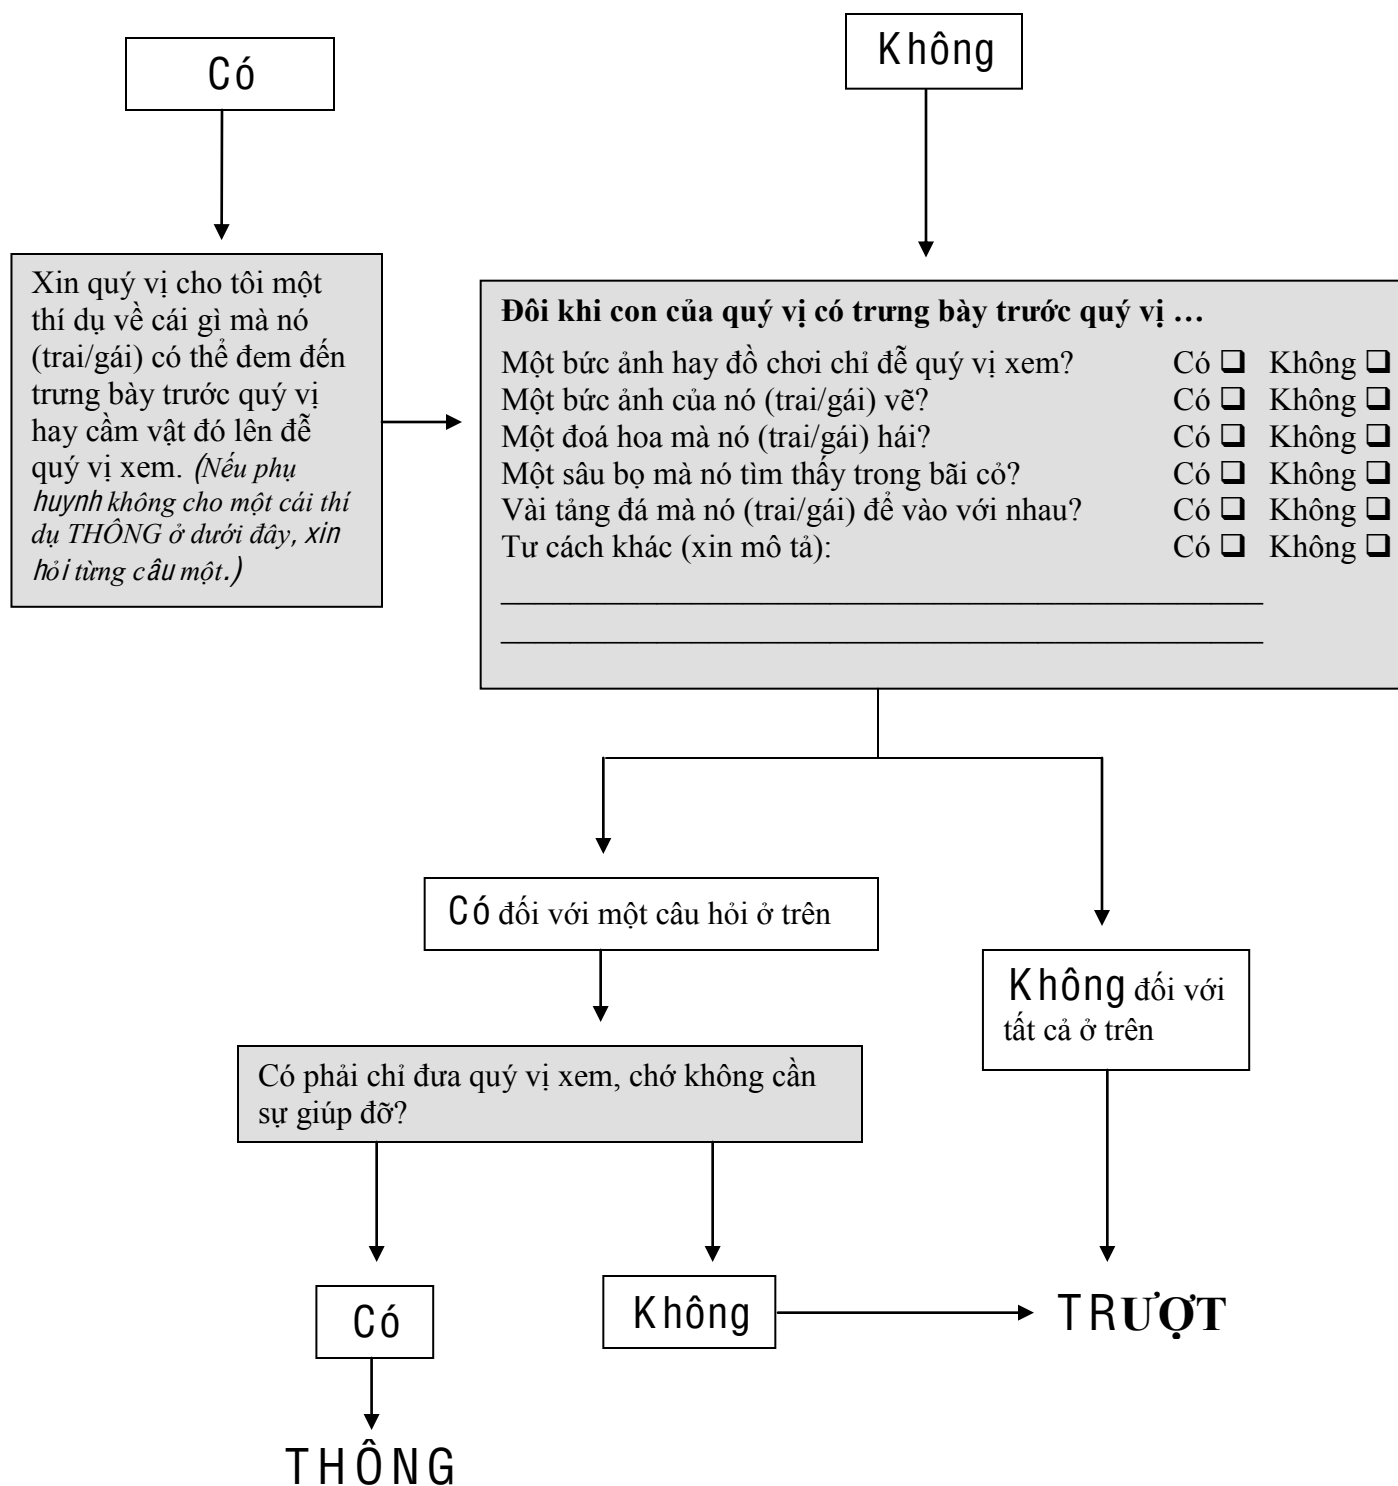 Có
Không
Xin quý vị cho tôi một
thí dụ về cái gì mà nó
(trai/gái) có thể đem đến
trưng bày trước quý vị
hay cầm vật đó lên đễ
quý vị xem. (Nếu phụ
huynh không cho một cái thí
dụ THÔNG ở dưới đây, xin
hỏi từng câu một.)
Đôi khi con của quý vị có trưng bày trước quý vị …
Một bức ảnh hay đồ chơi chỉ đễ quý vị xem? Có ❑ Không ❑
Một bức ảnh của nó (trai/gái) vẽ? Có ❑ Không ❑
Một đoá hoa mà nó (trai/gái) hái? Có ❑ Không ❑
Một sâu bọ mà nó tìm thấy trong bãi cỏ? Có ❑ Không ❑
Vài tảng đá mà nó (trai/gái) để vào với nhau? Có ❑ Không ❑
Tư cách khác (xin mô tả): Có ❑ Không ❑
Có đối với một câu hỏi ở trên
Không đối với
tất cả ở trên
Có phải chỉ đưa quý vị xem, chớ không cần
sự giúp đỡ?
Có
Không
TRƯỢT
THÔNG